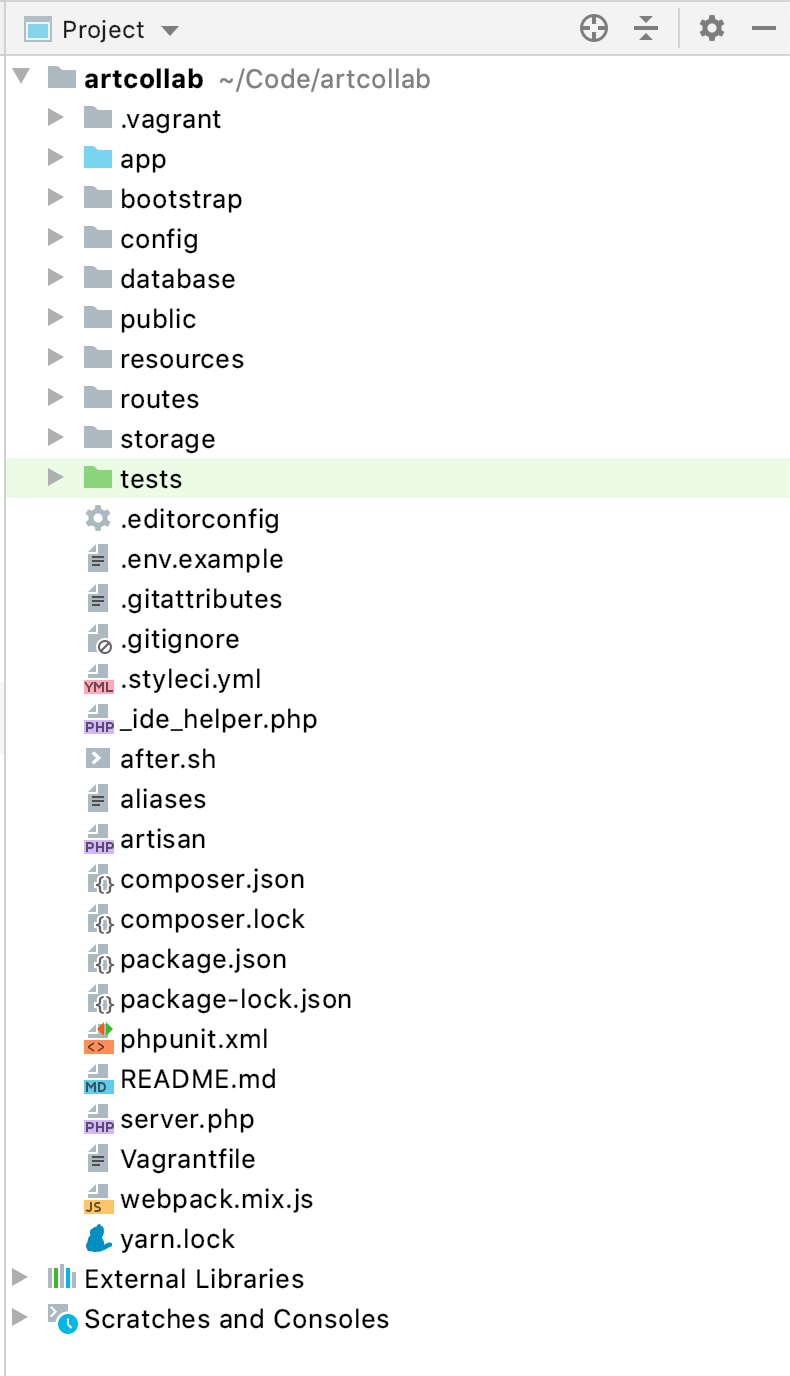 Project
artcollab ~/Code/artcollab
.vagrant
app
bootstrap
config
database
public
resources
routes
storage
tests
.editorconfig
.env.example
.gitattributes
.gitignore
YML .styleci.yml
PHP _ide_helper.php
after.sh
aliases
PHP artisan
composer.json
composer.lock
package.json
package-lock.json
phpunit.xml
MD README.md
PHP server.php
Vagrantfile
JS webpack.mix.js
yarn.lock
External Libraries
Scratches and Consoles